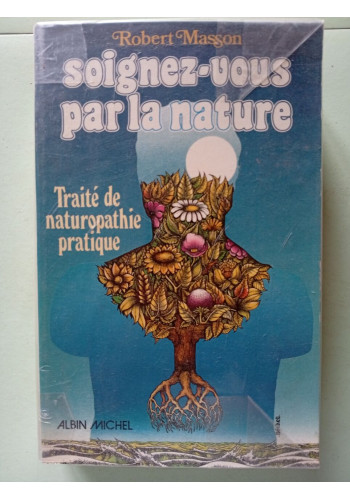 Robert Masson
soignez-vous
par la nature
Traité de
naturopathie
pratique
ALBIN MICHEL